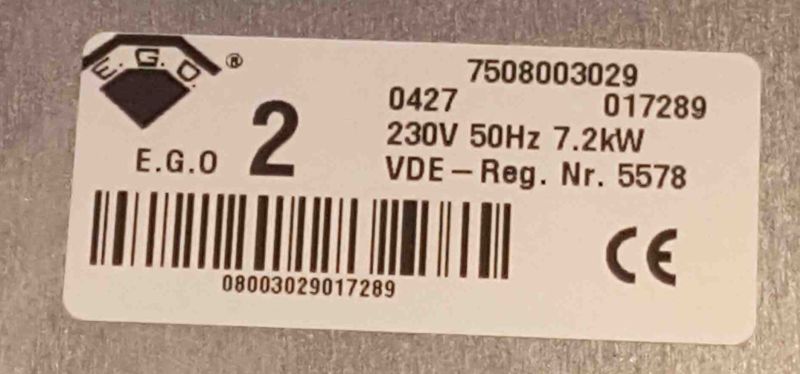 E.G.O.®
E.G.O
2
7508003029
0427 017289
230V 50Hz 7.2kW
VDE – Reg. Nr. 5578
08003029017289
CE